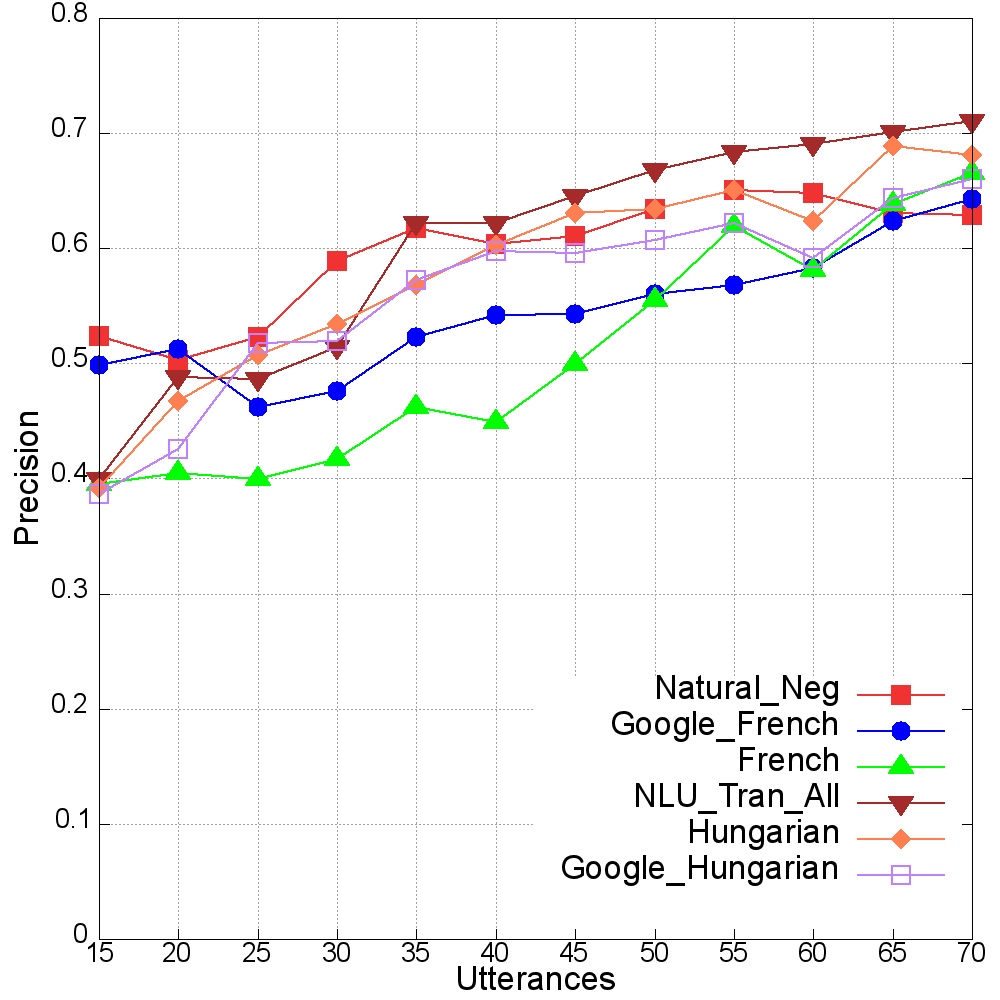 0.8
0.7
0.6
0.5
0.4
0.3
0.2
0.1
0
Precision
15 20 25 30 35 40 45 50 55 60 65 70
Utterances
Natural_Neg
Google_French
French
NLU_Tran_All
Hungarian
Google_Hungarian